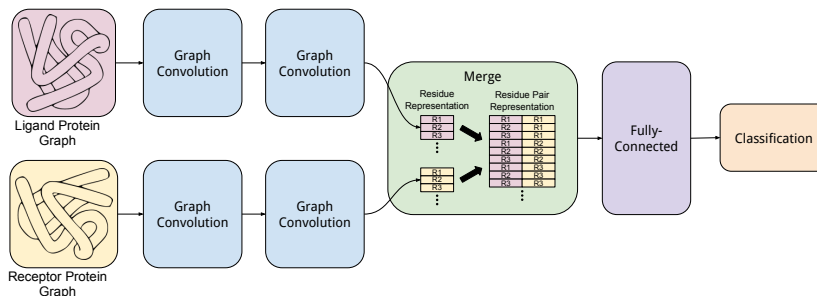 Ligand Protein
Graph
Graph
Convolution
Graph
Convolution
Receptor Protein
Graph
Graph
Convolution
Graph
Convolution
Merge
Residue
Representation
R1
R2
R3
R1
R2
R3
Residue Pair
Representation
R1 R1
R2 R1
R3 R1
R1 R2
R2 R2
R3 R2
R1 R3
R2 R3
R3 R3
Fully-
Connected
Classification